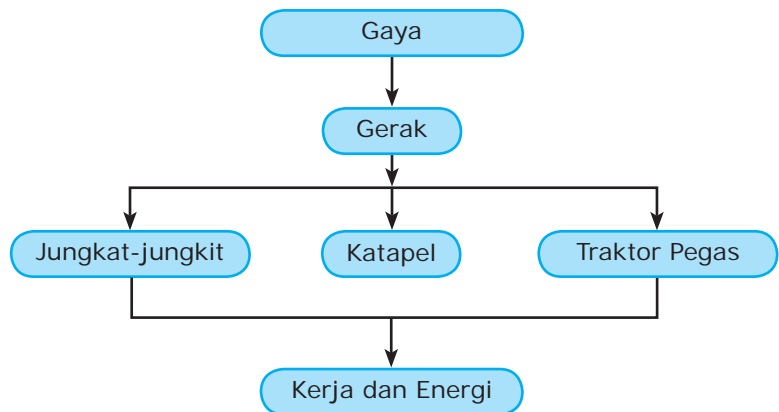 Gaya
Gerak
Jungkat-jungkit
Katapel
Traktor Pegas
Kerja dan Energi